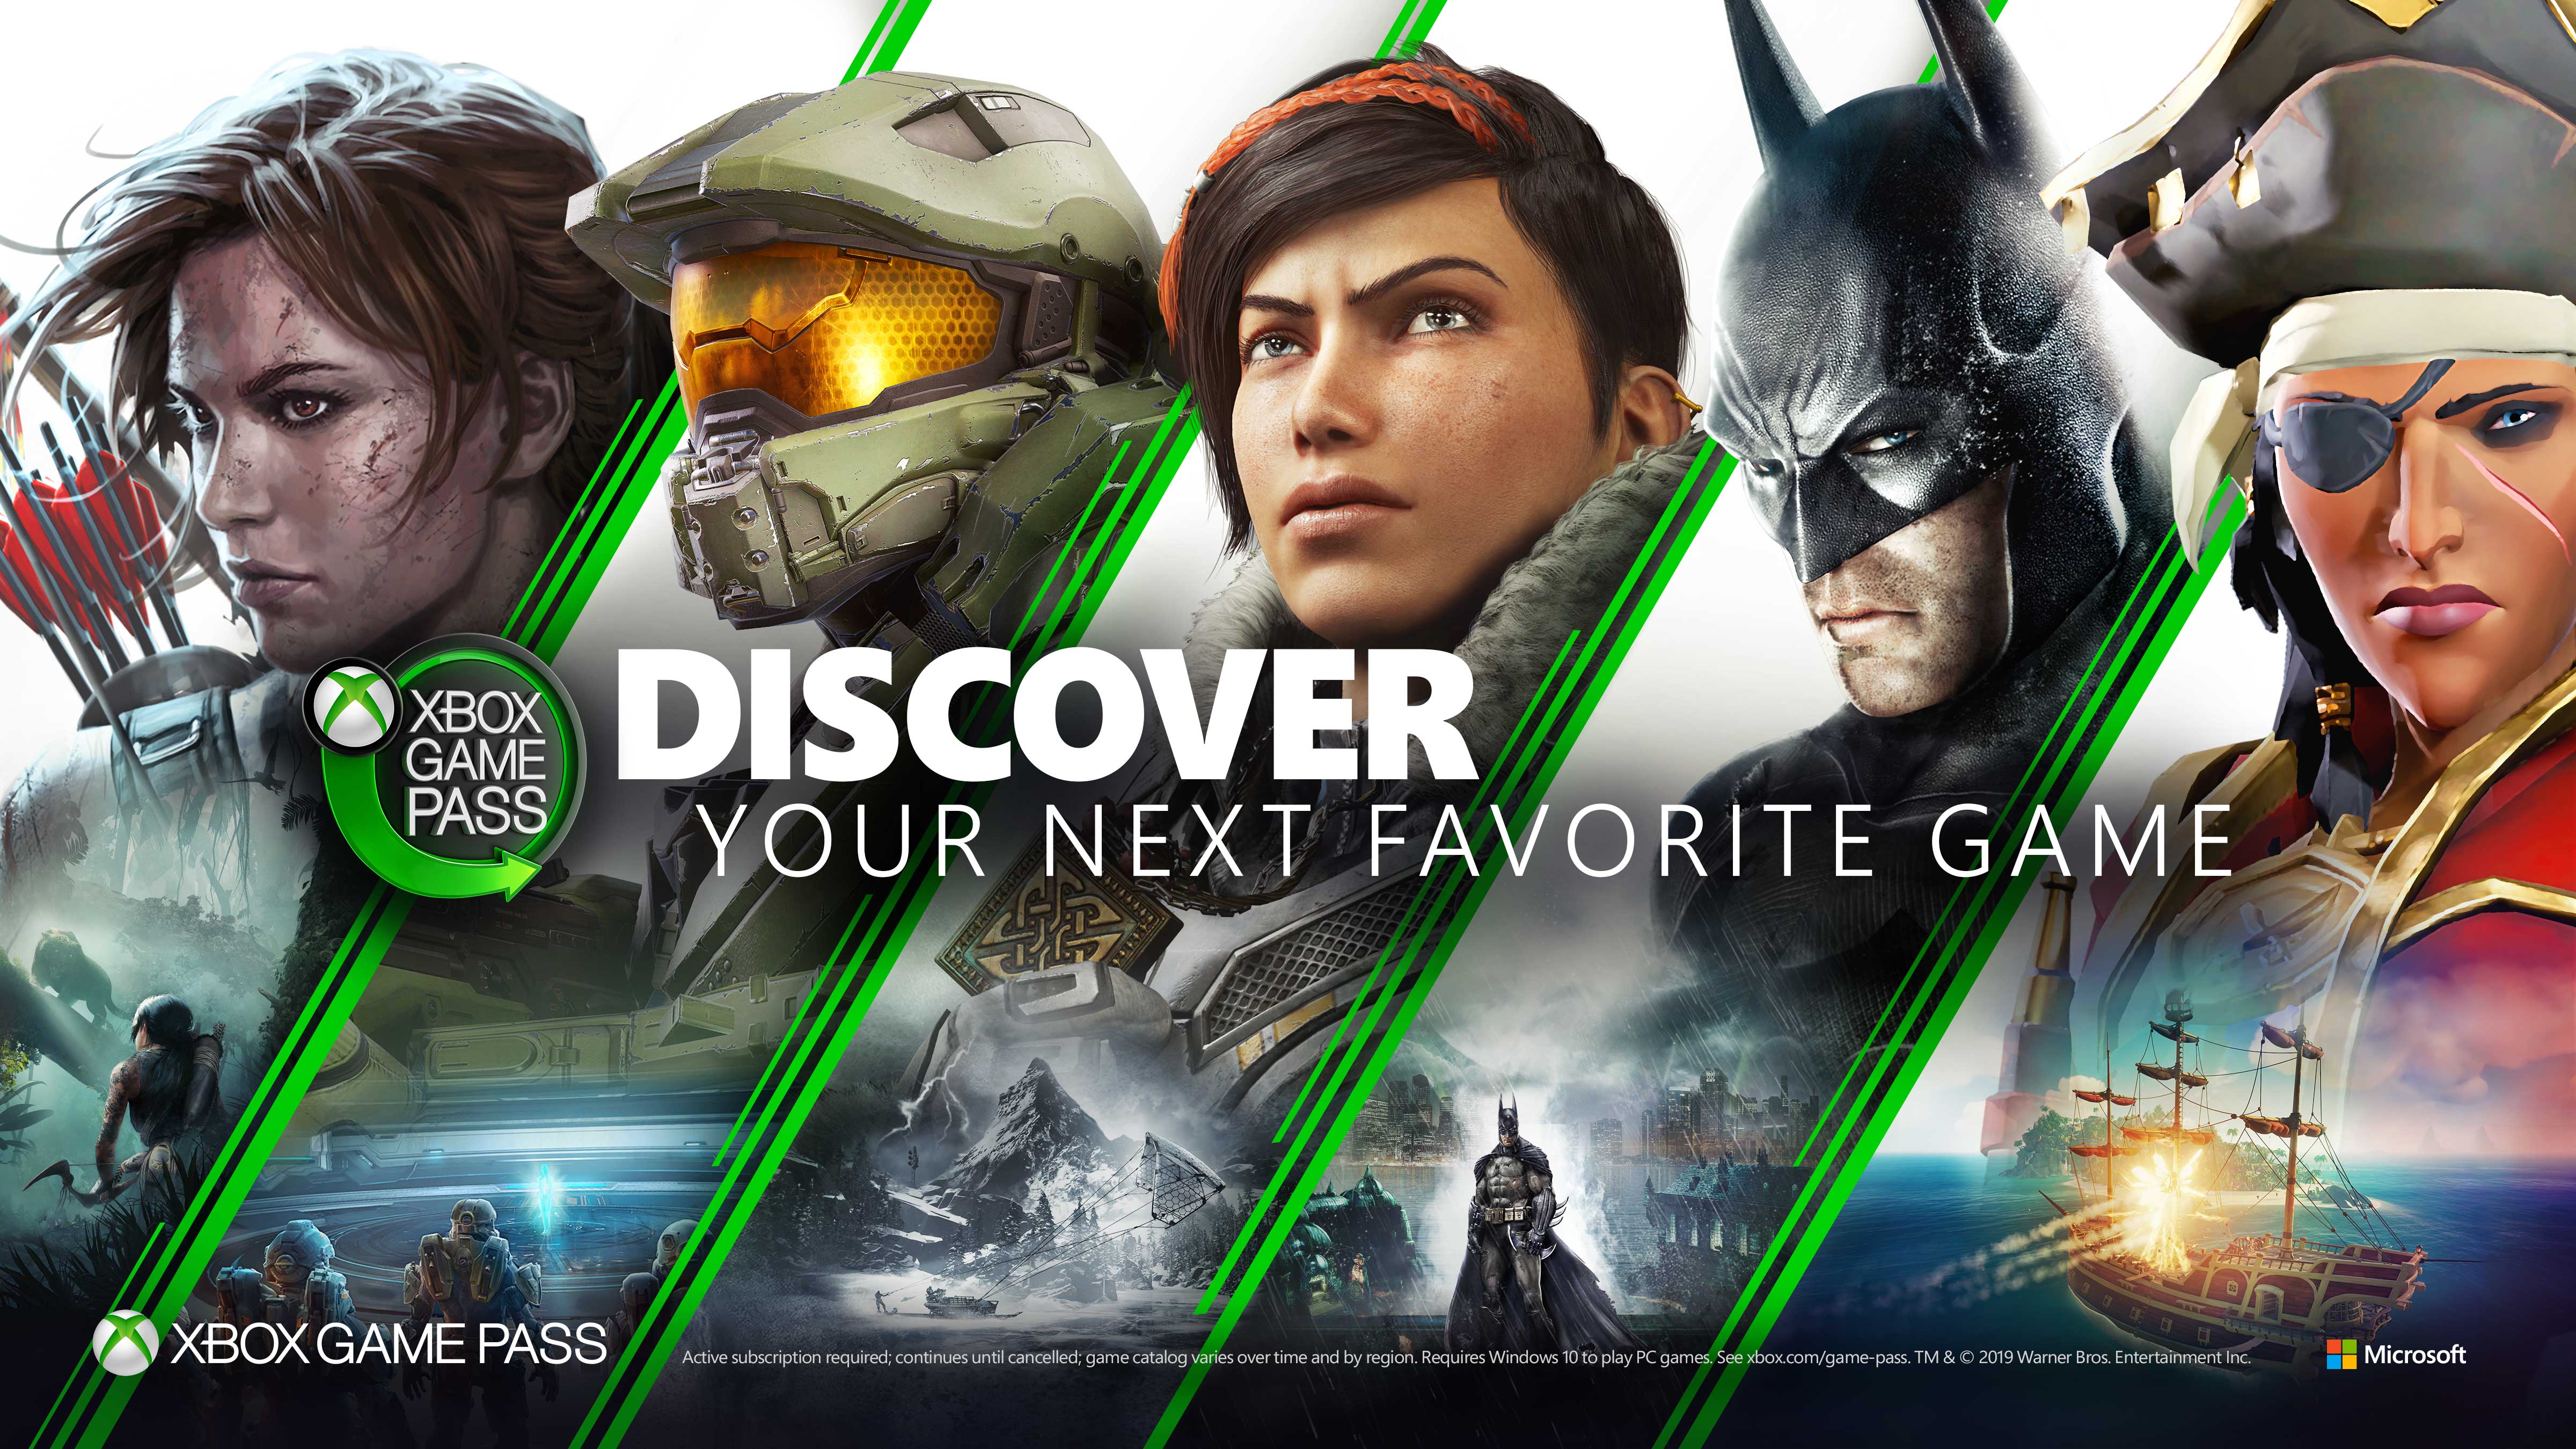 XBOX
GAME
PASS
DISCOVER
YOUR NEXT FAVORITE GAME
XBOX GAME PASS
Active subscription required; continues until cancelled; game catalog varies over time and by region. Requires Windows 10 to play PC games. See xbox.com/game-pass. TM & © 2019 Warner Bros. Entertainment Inc.
Microsoft